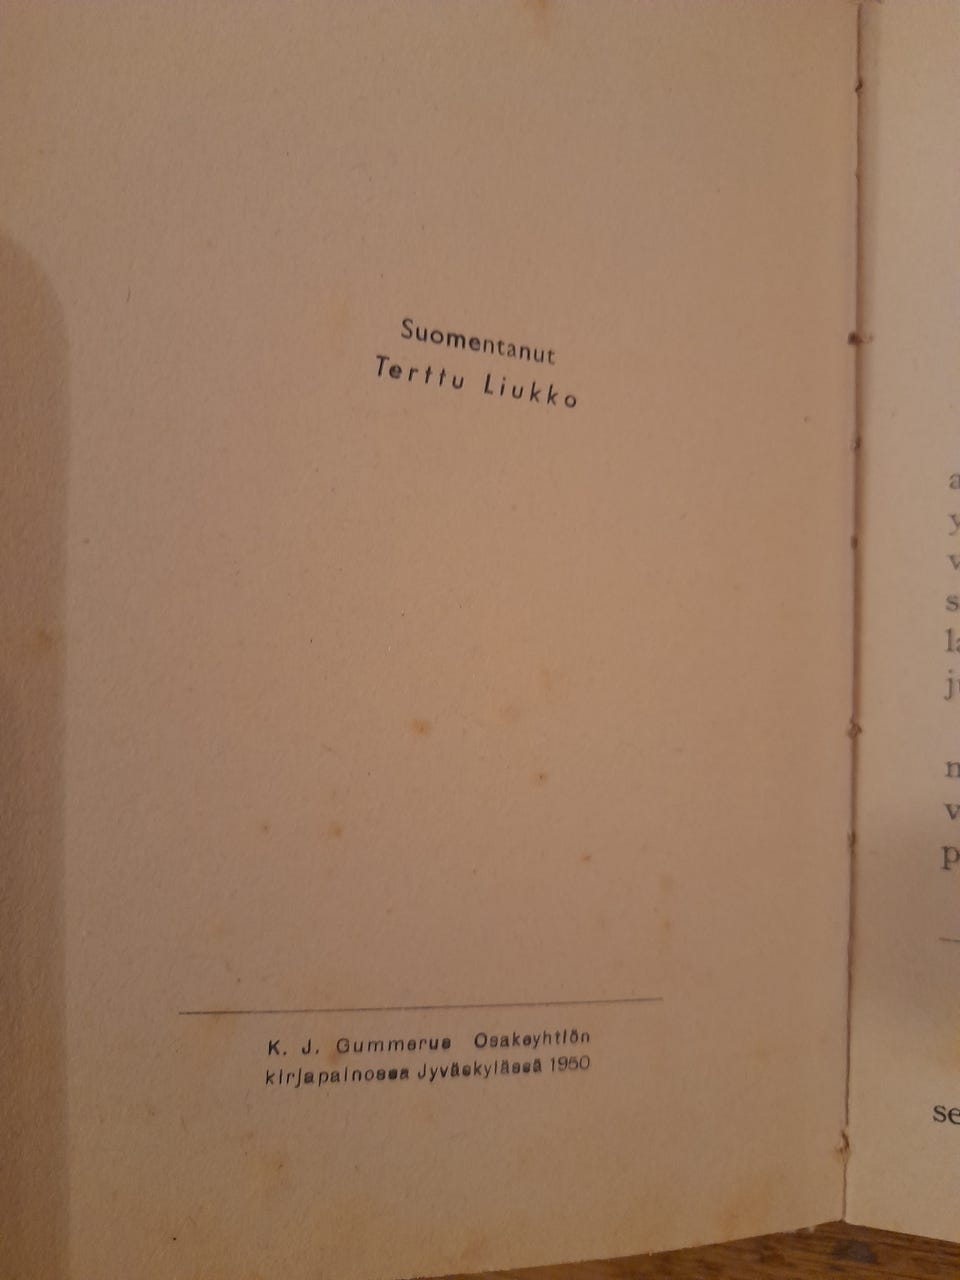 Suomentanut
Terttu Liukko
K. J. Gummerus Osakeyhtiön
kirjapainossa Jyväskylässä 1950